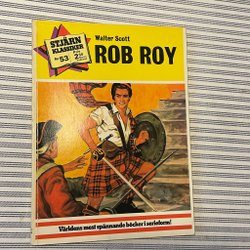 STJÄRN
KLASSIKER
Nr 53
Walter Scott
ROB ROY
Världens mest spännande böcker i serieform!